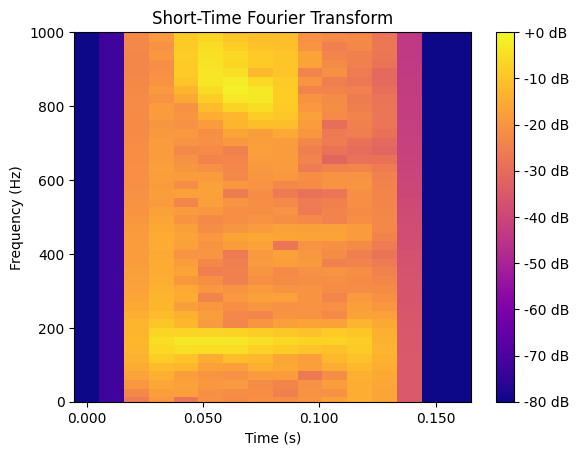 Short-Time Fourier Transform
1000
800
600
400
200
0
Frequency (Hz)
0.000
0.050
0.100
0.150
Time (s)
+0 dB
-10 dB
-20 dB
-30 dB
-40 dB
-50 dB
-60 dB
-70 dB
-80 dB